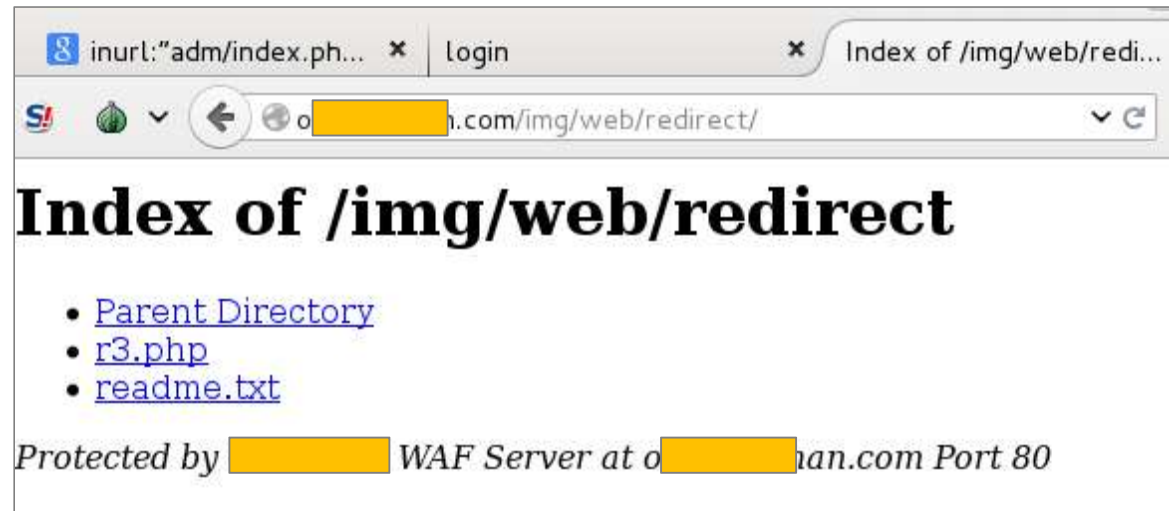 inurl:"adm/index.ph... × login × Index of /img/web/redi...
S! o n.com/img/web/redirect/
Index of /img/web/redirect
• Parent Directory
• r3.php
• readme.txt
Protected by WAF Server at o nan.com Port 80